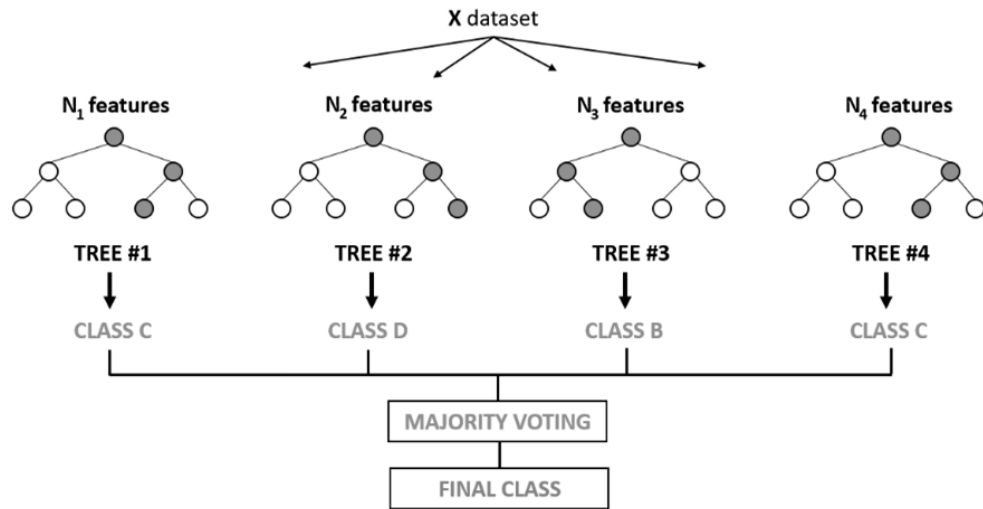 X dataset
N₁ features N₂ features N₃ features N₄ features
TREE #1 TREE #2 TREE #3 TREE #4
CLASS C CLASS D CLASS B CLASS C
MAJORITY VOTING
FINAL CLASS